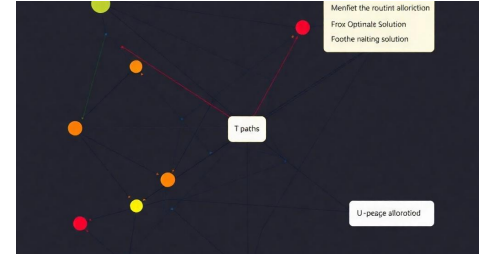 Menfiet the routint alloriction
Frox Optinale Solution
Foothe naiting solution
T paths
U-peage allorotiod